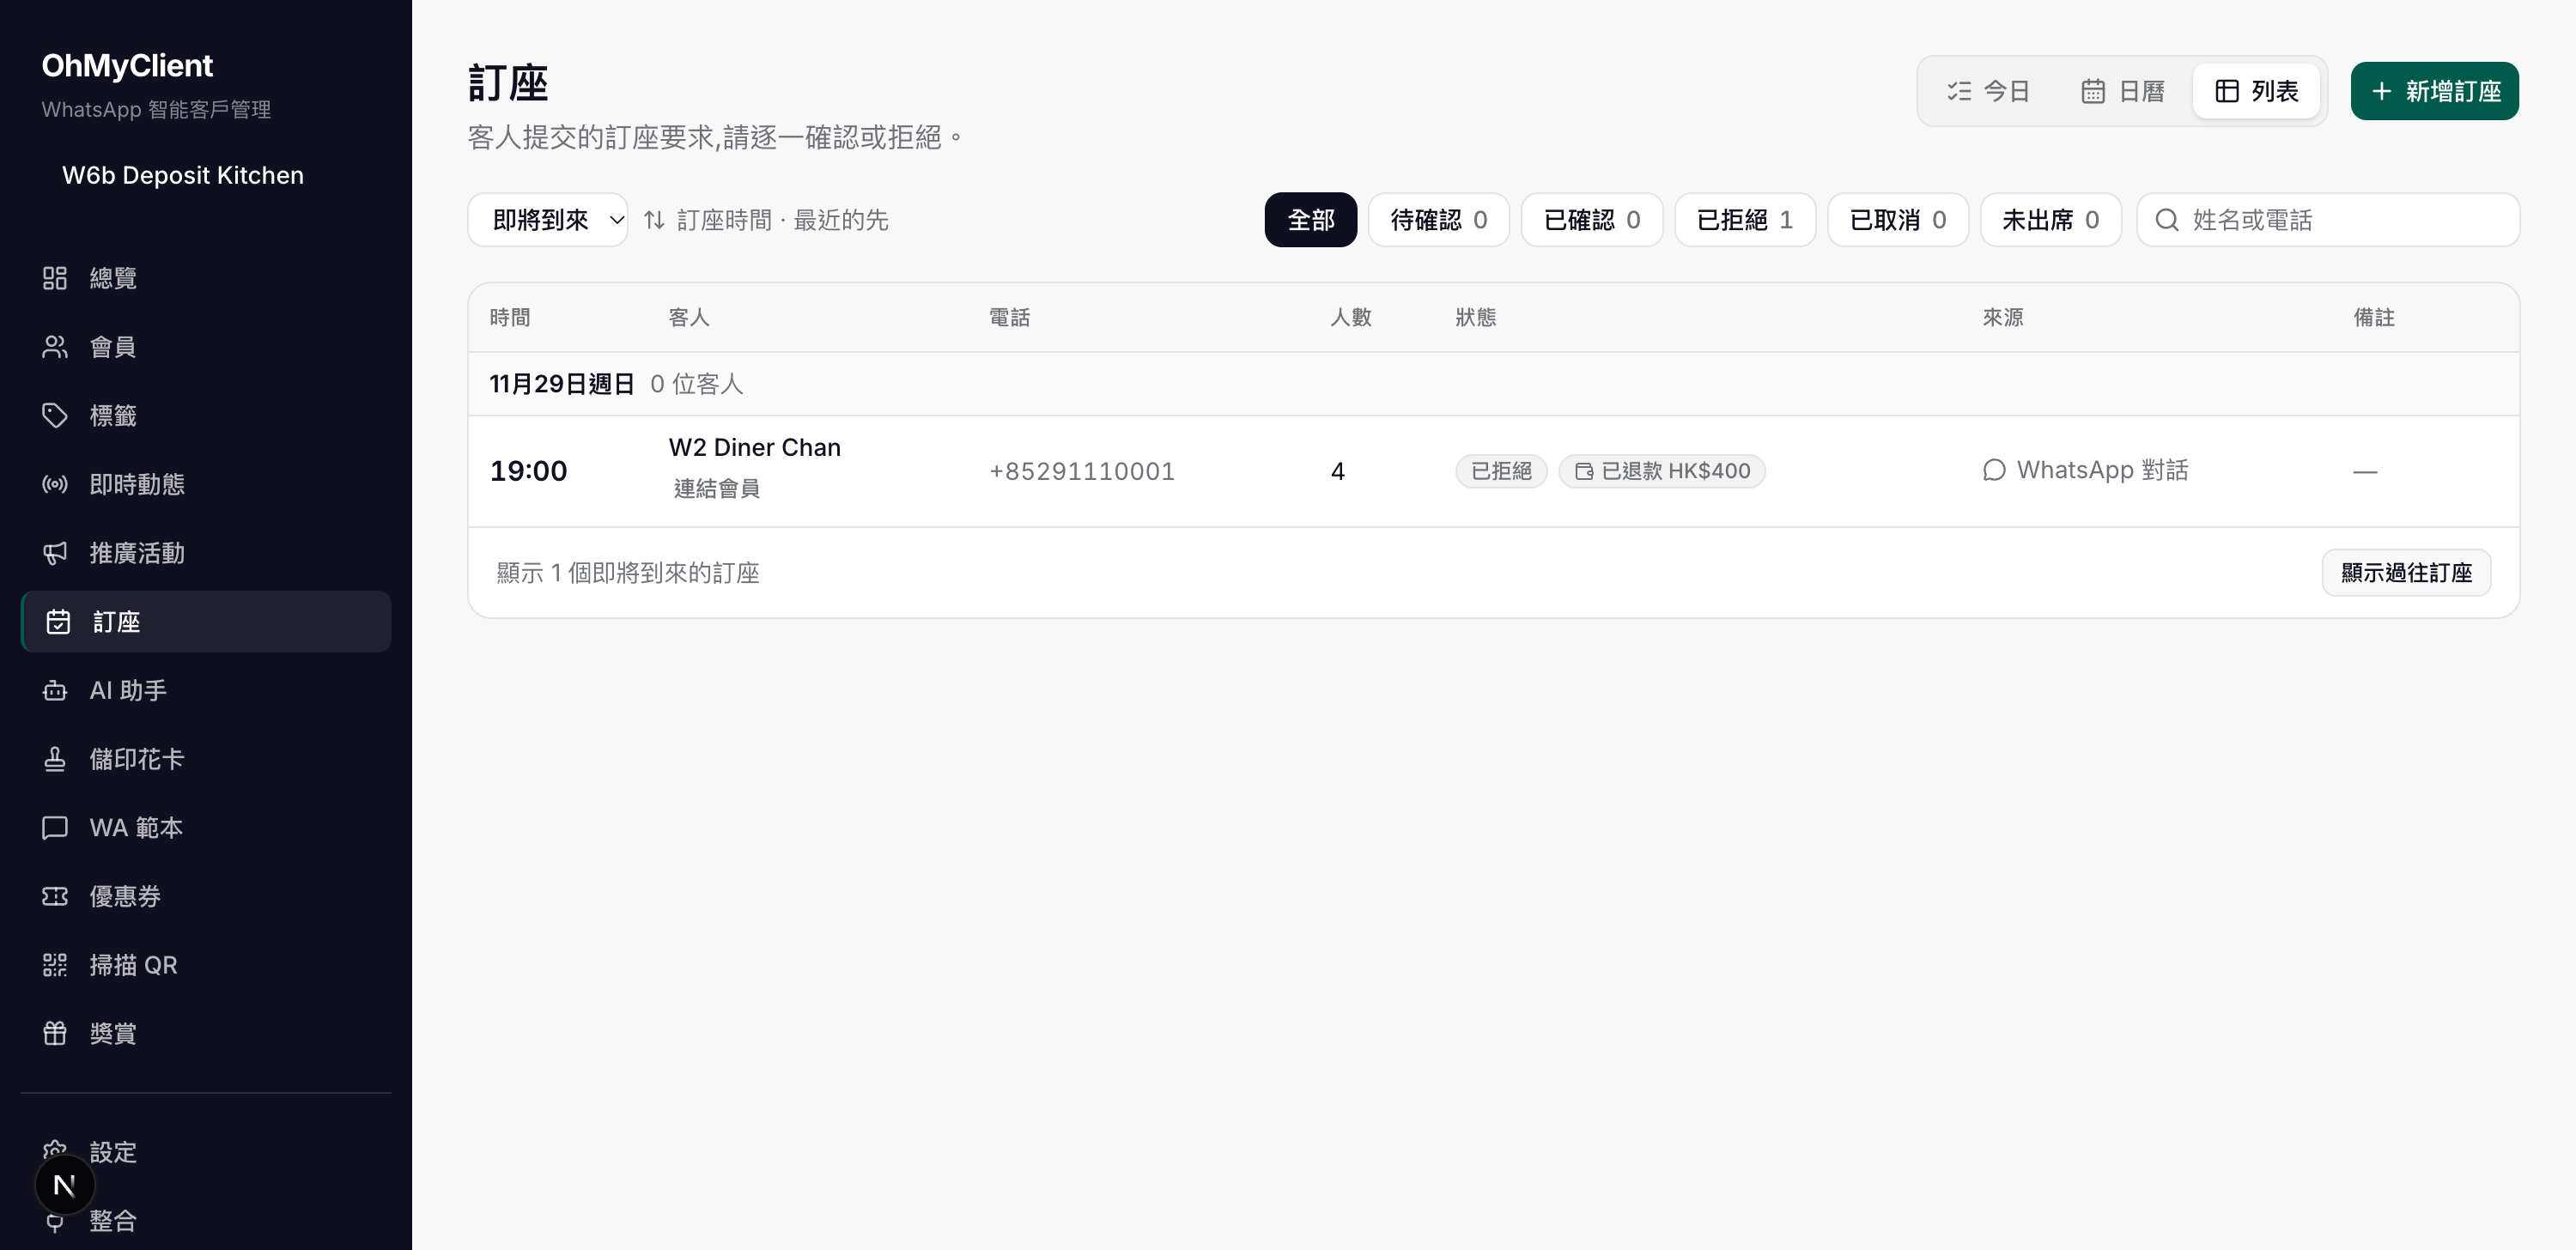 OhMyClient
WhatsApp 智能客戶管理
W6b Deposit Kitchen
總覽
會員
標籤
即時動態
推廣活動
訂座
AI 助手
儲印花卡
WA 範本
優惠券
掃描 QR
獎賞
設定
N
整合
訂座
客人提交的訂座要求,請逐一確認或拒絕。
今日 日曆 列表 新增訂座
即將到來 訂座時間 · 最近的先 全部 待確認 0 已確認 0 已拒絕 1 已取消 0 未出席 0 姓名或電話
時間 客人 電話 人數 狀態 來源 備註
11月29日週日 0 位客人
19:00 W2 Diner Chan +85291110001 4 已拒絕 已退款 HK$400 WhatsApp 對話 —
連結會員
顯示 1 個即將到來的訂座 顯示過往訂座